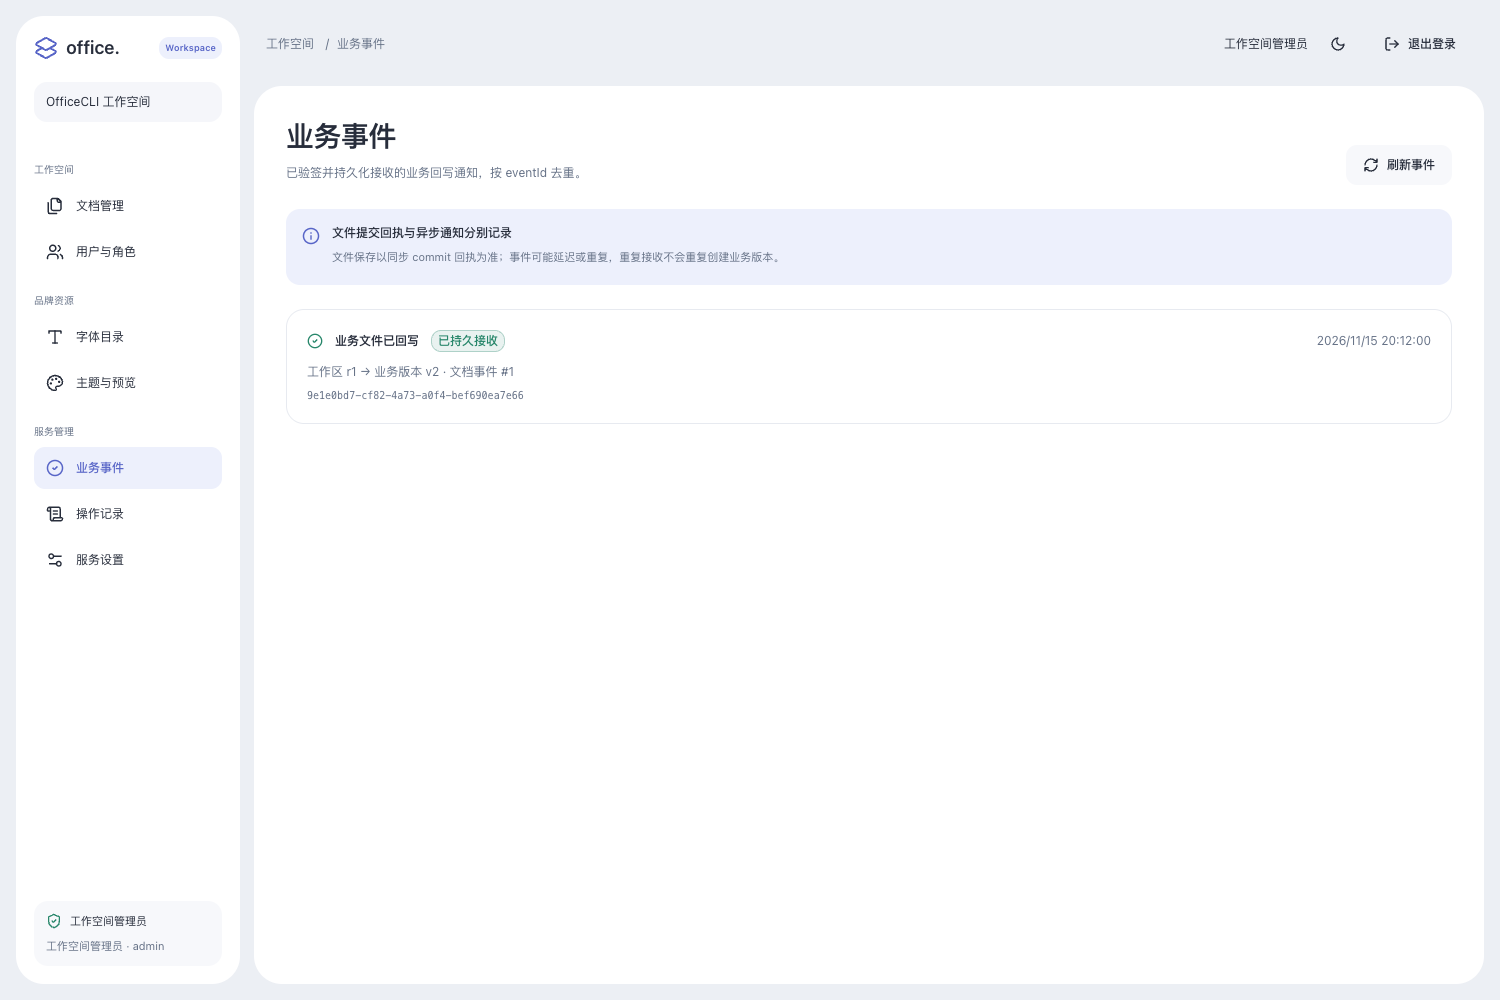 office.
Workspace
OfficeCLI 工作空间
工作空间
文档管理
用户与角色
品牌资源
字体目录
主题与预览
服务管理
业务事件
操作记录
服务设置
工作空间管理员
工作空间管理员 · admin
工作空间 / 业务事件
工作空间管理员
退出登录
业务事件
已验签并持久化接收的业务回写通知，按 eventId 去重。
刷新事件
文件提交回执与异步通知分别记录
文件保存以同步 commit 回执为准；事件可能延迟或重复，重复接收不会重复创建业务版本。
业务文件已回写 已持久接收 2026/11/15 20:12:00
工作区 r1 → 业务版本 v2 · 文档事件 #1
9e1e0bd7-cf82-4a73-a0f4-bef690ea7e66